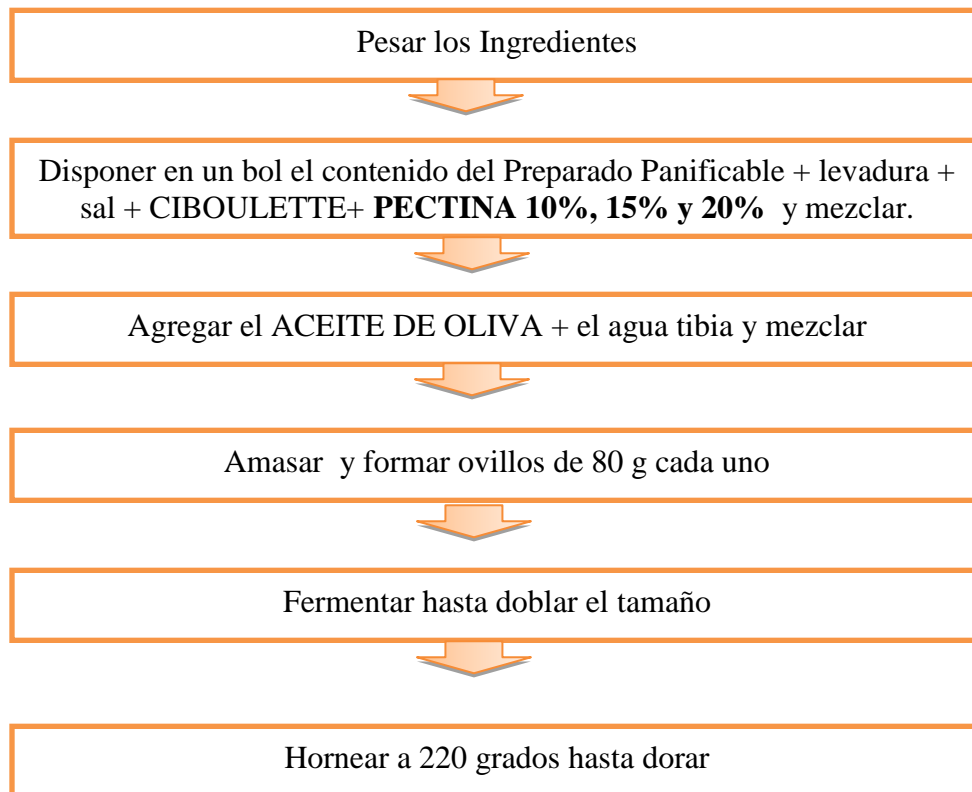 Pesar los Ingredientes
Disponer en un bol el contenido del Preparado Panificable + levadura +
sal + CIBOULETTE+ PECTINA 10%, 15% y 20% y mezclar.
Agregar el ACEITE DE OLIVA + el agua tibia y mezclar
Amasar y formar ovillos de 80 g cada uno
Fermentar hasta doblar el tamaño
Hornear a 220 grados hasta dorar